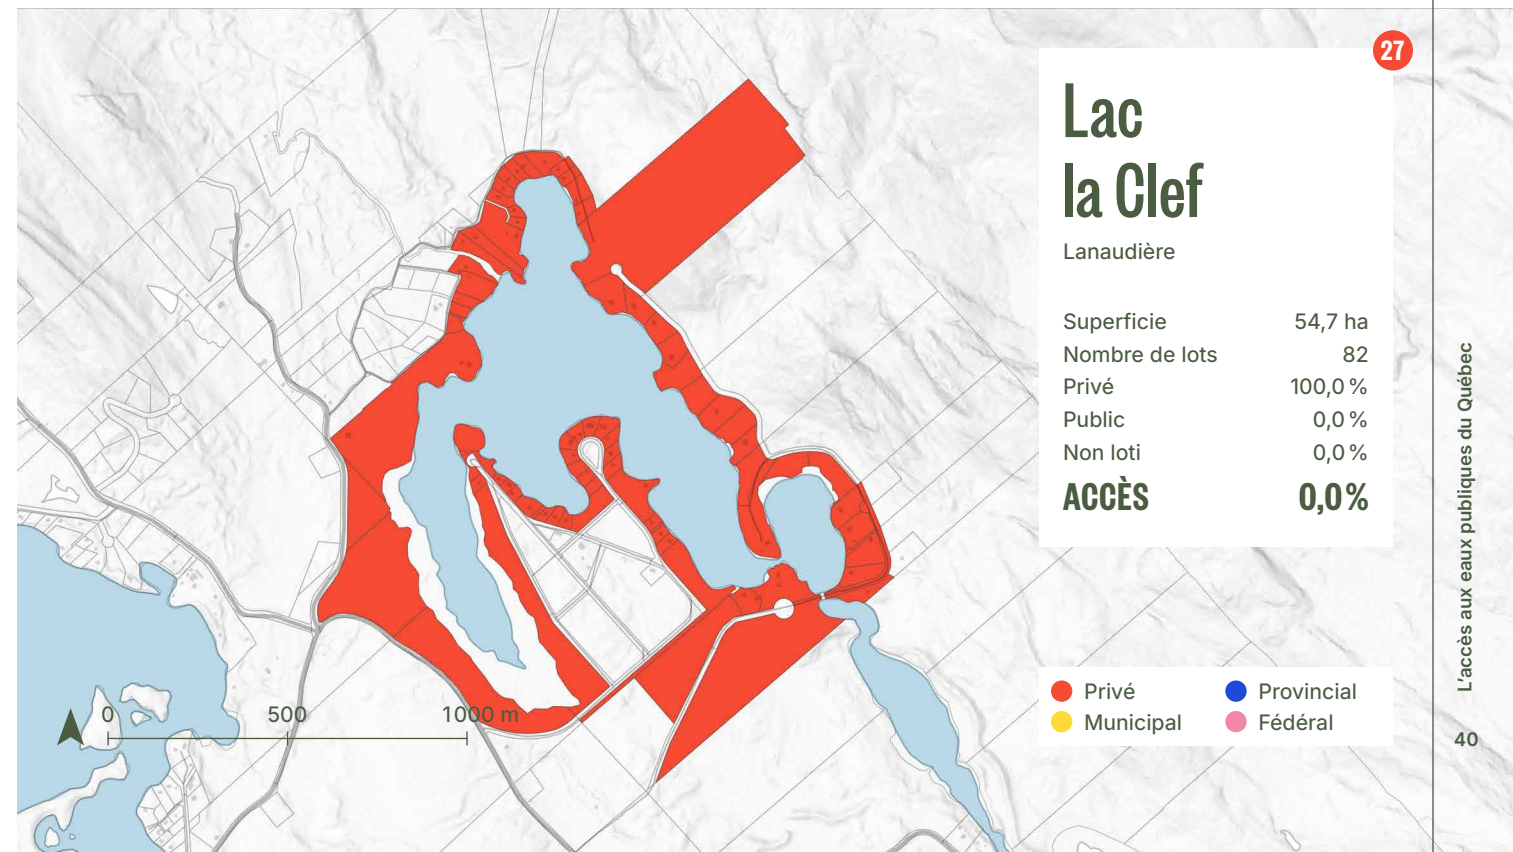 27
Lac
la Clef
Lanaudière
Superficie 54,7 ha
Nombre de lots 82
Privé 100,0 %
Public 0,0 %
Non loti 0,0 %
ACCÈS 0,0 %
Privé
Provincial
Municipal
Fédéral
0 500 1000 m
L'accès aux eaux publiques du Québec
40